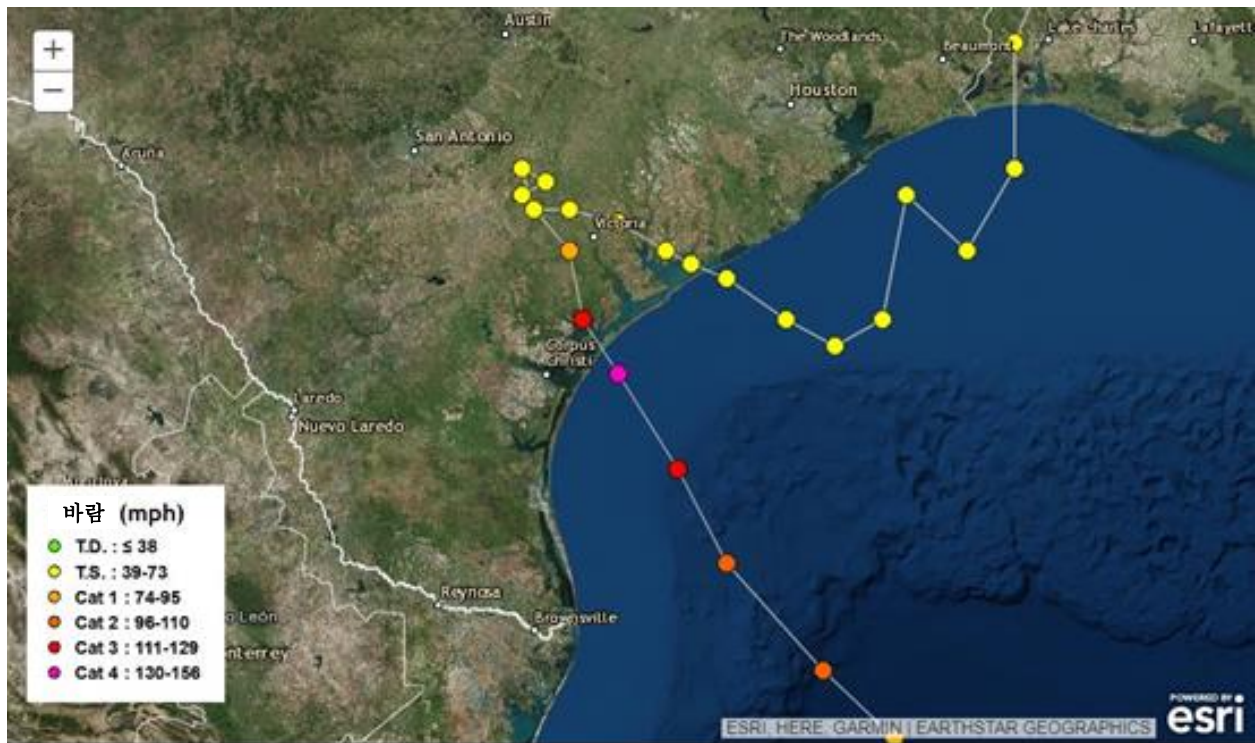 +
−
Austin
The Woodlands
Beaumont
Lake Charles
Lafayett
Houston
San Antonio
Acuña
Victoria
Corpus
Christi
Laredo
Nuevo Laredo
바람 (mph)
T.D. : ≤ 38
T.S. : 39-73
Cat 1 : 74-95
Cat 2 : 96-110
Cat 3 : 111-129
Cat 4 : 130-156
Reynosa
Brownsville
o León
onterrey
ESRI, HERE, GARMIN | EARTHSTAR GEOGRAPHICS
POWERED BY
esri